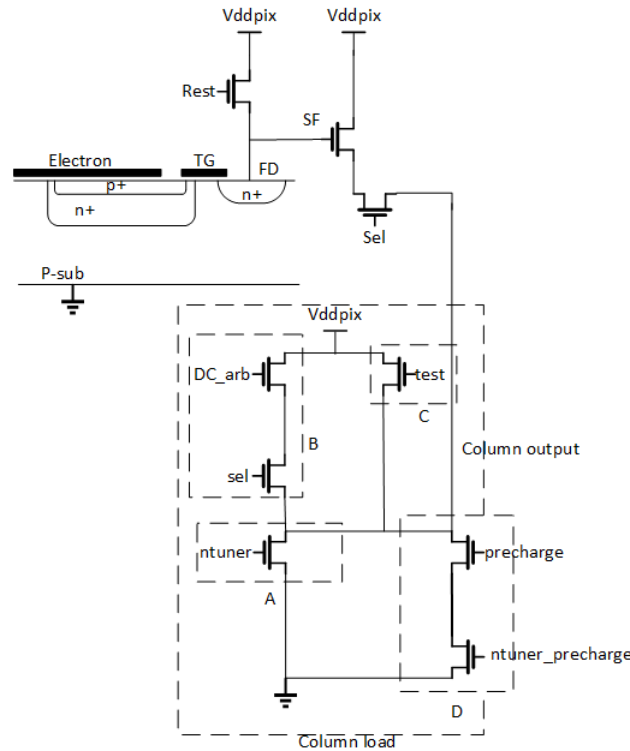 Vddpix
Vddpix
Rest
SF
Electron
TG
FD
p+
n+
n+
Sel
P-sub
Vddpix
DC_arb
test
C
B
Column output
sel
ntuner
precharge
A
ntuner_precharge
D
Column load